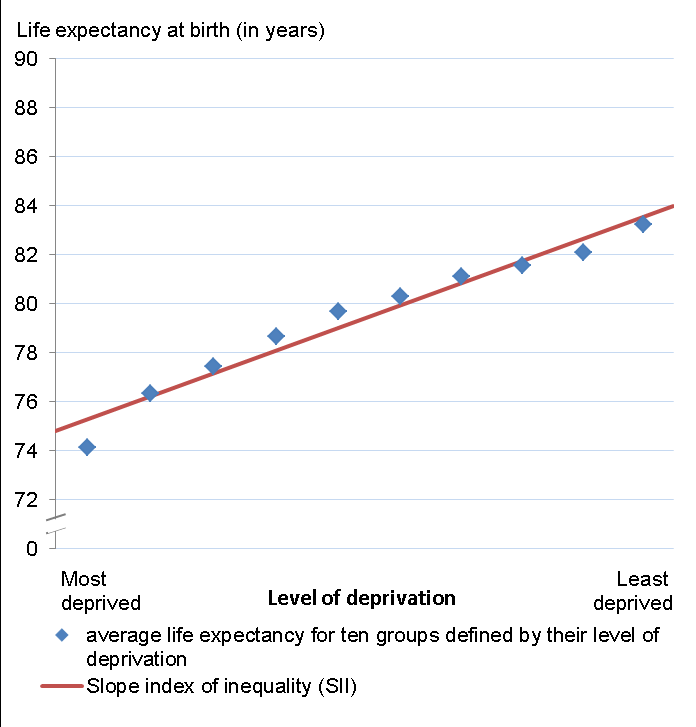 Life expectancy at birth (in years)
90
88
86
84
82
80
78
76
74
72
0
Most
deprived
Level of deprivation
Least
deprived
average life expectancy for ten groups defined by their level of
deprivation
Slope index of inequality (SII)